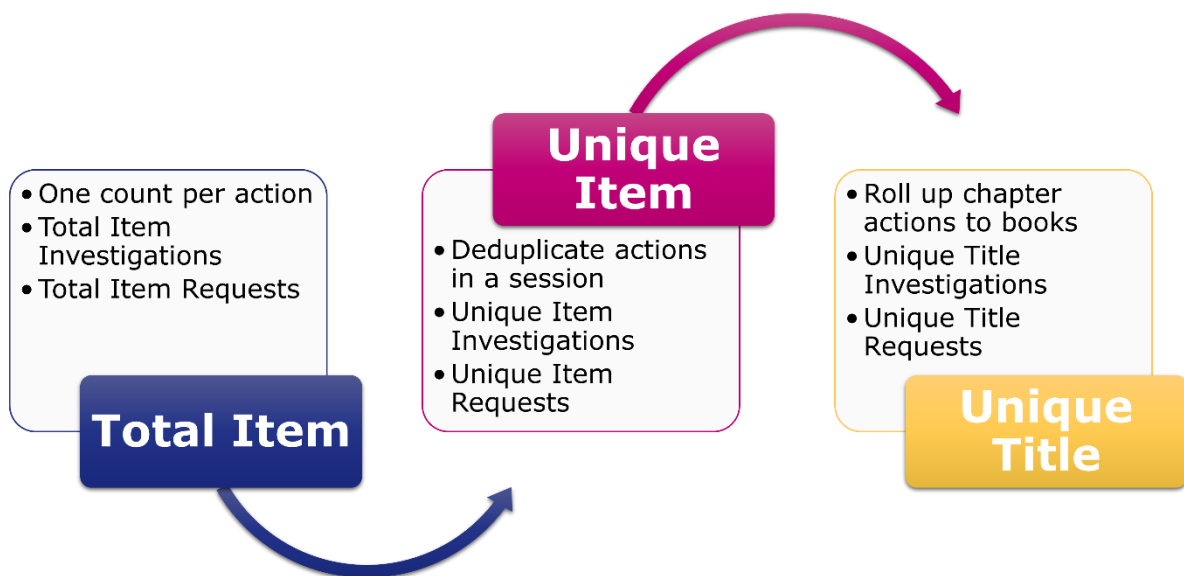 • One count per action
• Total Item
Investigations
• Total Item Requests
Total Item
Unique
Item
• Deduplicate actions
in a session
• Unique Item
Investigations
• Unique Item
Requests
• Roll up chapter
actions to books
• Unique Title
Investigations
• Unique Title
Requests
Unique
Title